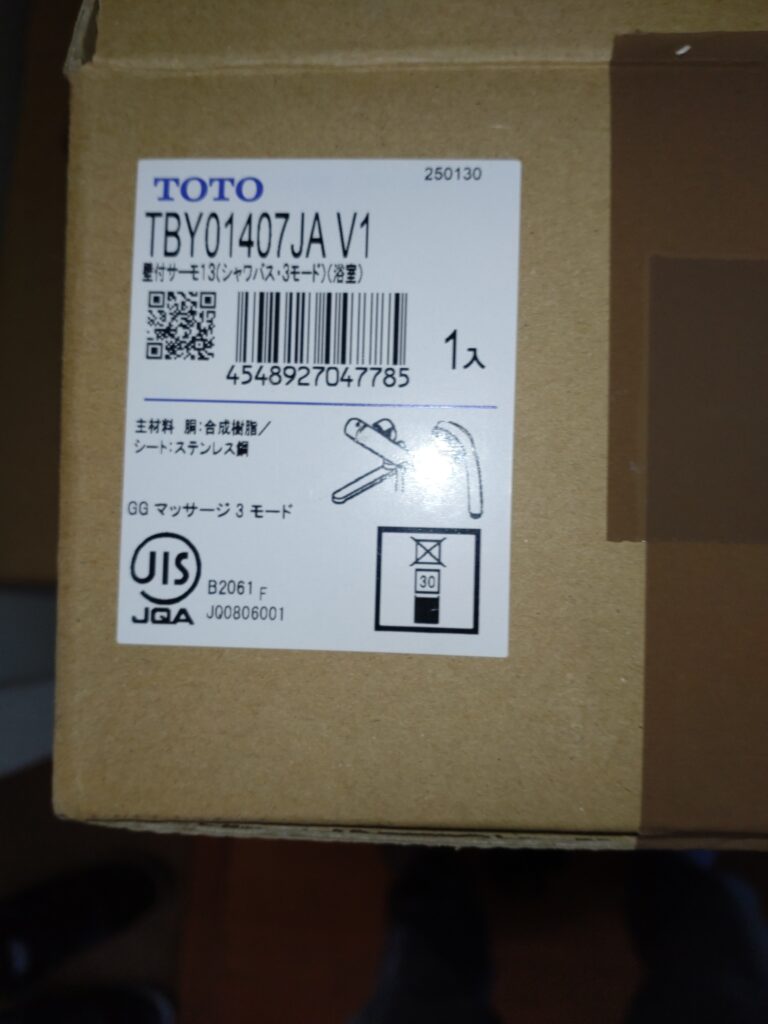 250130
TOTO
TBY01407JA V1
壁付サーモ13(シャワバス・3モード)(浴室)
1入
4548927047785
主材料 胴:合成樹脂/
シート:ステンレス鋼
GG マッサージ 3 モード
30
JIS
B2061 F
JQA
JQ0806001